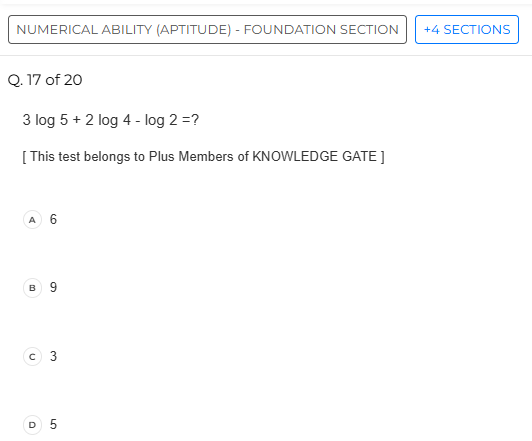 NUMERICAL ABILITY (APTITUDE) - FOUNDATION SECTION +4 SECTIONS
Q. 17 of 20
3 log 5 + 2 log 4 - log 2 =?
[ This test belongs to Plus Members of KNOWLEDGE GATE ]
A 6
B 9
C 3
D 5